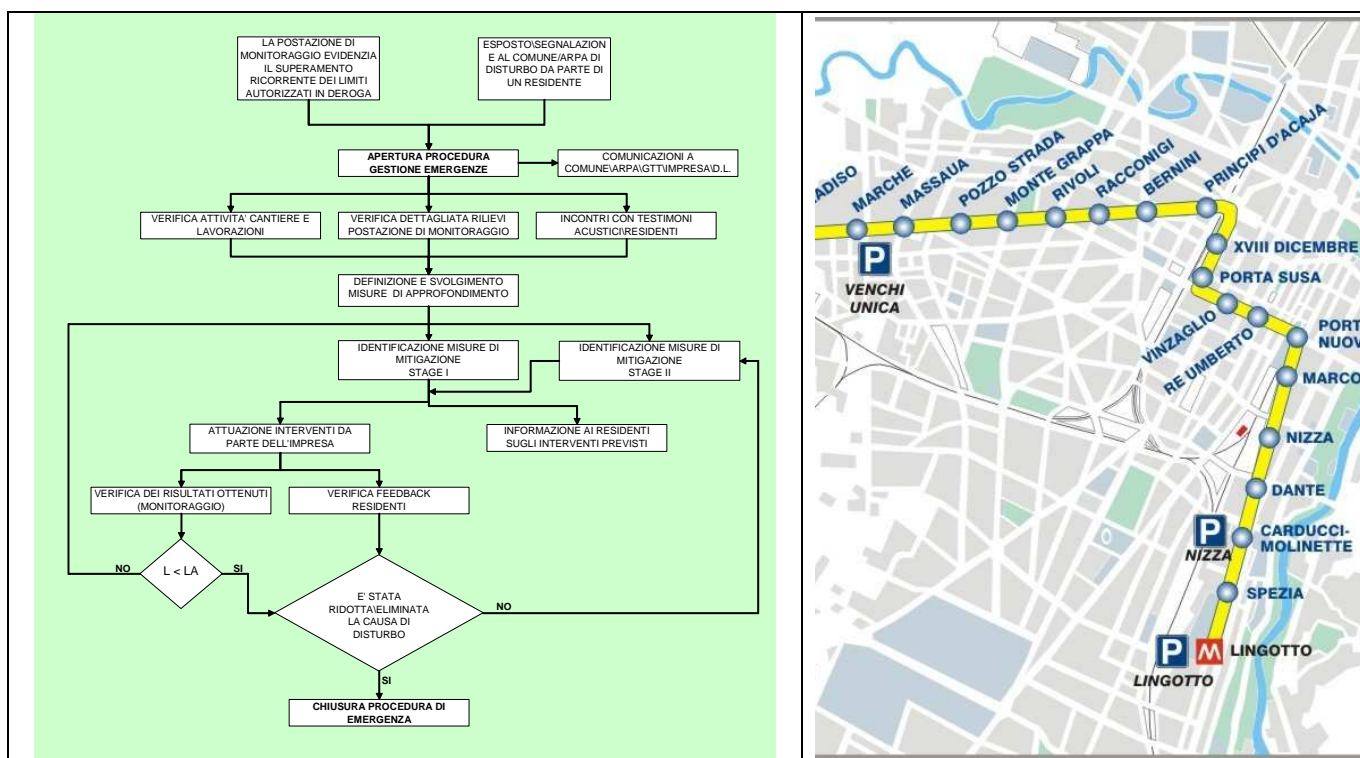 LA POSTAZIONE DI
MONITORAGGIO EVIDENZIA
IL SUPERAMENTO
RICORRENTE DEI LIMITI
AUTORIZZATI IN DEROGA
ESPOSTO\SEGNALAZION
E AL COMUNE/ARPA DI
DISTURBO DA PARTE DI
UN RESIDENTE
APERTURA PROCEDURA
GESTIONE EMERGENZE
COMUNICAZIONI A
COMUNE\ARPA\GTT\IMPRESA\D.L.
VERIFICA ATTIVITA' CANTIERE E
LAVORAZIONI
VERIFICA DETTAGLIATA RILIEVI
POSTAZIONE DI MONITORAGGIO
INCONTRI CON TESTIMONI
ACUSTICI\RESIDENTI
DEFINIZIONE E SVOLGIMENTO
MISURE DI APPROFONDIMENTO
IDENTIFICAZIONE MISURE DI
MITIGAZIONE
STAGE I
IDENTIFICAZIONE MISURE DI
MITIGAZIONE
STAGE II
ATTUAZIONE INTERVENTI DA
PARTE DELL'IMPRESA
INFORMAZIONE AI RESIDENTI
SUGLI INTERVENTI PREVISTI
VERIFICA DEI RISULTATI OTTENUTI
(MONITORAGGIO)
VERIFICA FEEDBACK
RESIDENTI
NO
L < LA
SI
E' STATA
RIDOTTA\ELIMINATA
LA CAUSA DI
DISTURBO
NO
SI
CHIUSURA PROCEDURA DI
EMERGENZA
ADISO
MARCHE
MASSAUA
POZZO STRADA
MONTE GRAPPA
RIVOLI
RACCONIGI
BERNINI
PRINCIPI D'ACAJA
P
VENCHI
UNICA
XVIII DICEMBRE
PORTA SUSA
VINZAGLIO
RE UMBERTO
PORT
NUOV
MARCO
NIZZA
DANTE
P
NIZZA
CARDUCCI-
MOLINETTE
SPEZIA
P M LINGOTTO
LINGOTTO